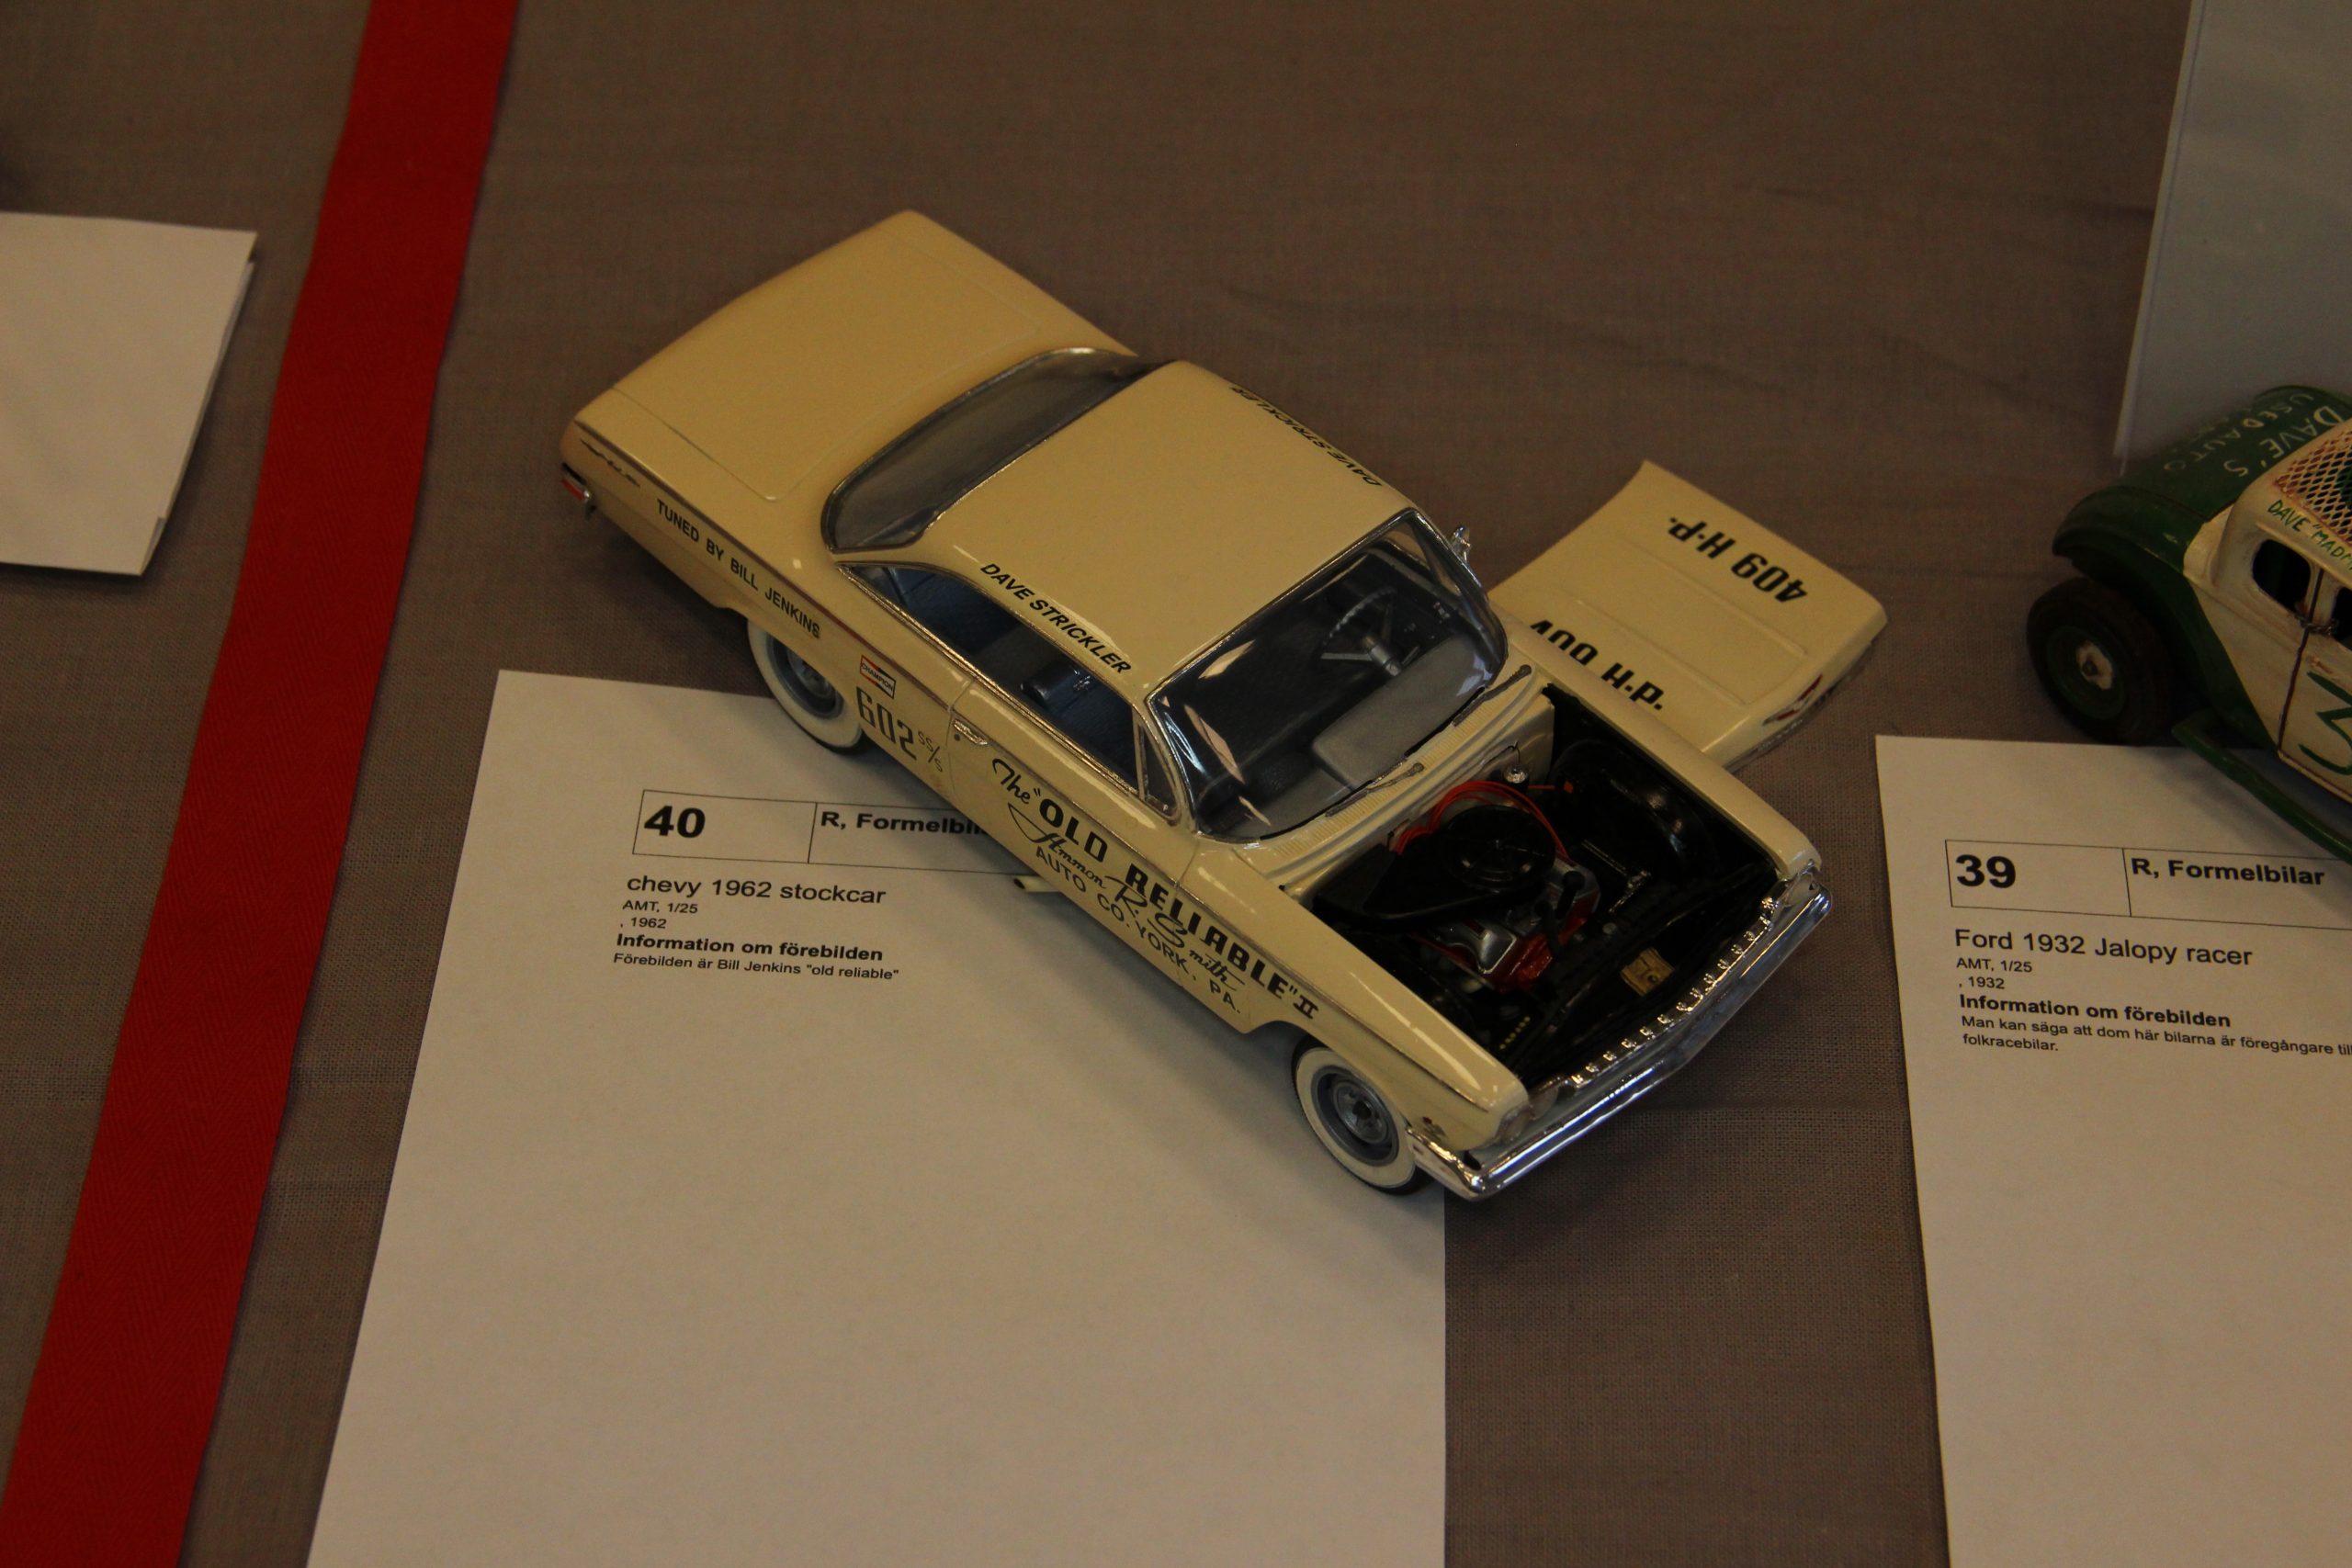 DAVE STRICKLER
DAVE STRICKLER
TUNED BY BILL JENKINS
CHAMPION
602 SS/S
The "OLD RELIABLE" II
Ammon R. Smith
AUTO CO. YORK, PA.
409 H-P.
H-P.
40
R,
chevy 1962 stockcar
AMT, 1/25
, 1962
Information om förebilden
Förebilden är Bill Jenkins "old reliable"
DAVE'S
USED AUTO
DAVE
3
39
R, Formelbilar
Ford 1932 Jalopy racer
AMT, 1/25
, 1932
Information om förebilden
Man kan säga att dom här bilarna är föregångare till
folkracebilar.